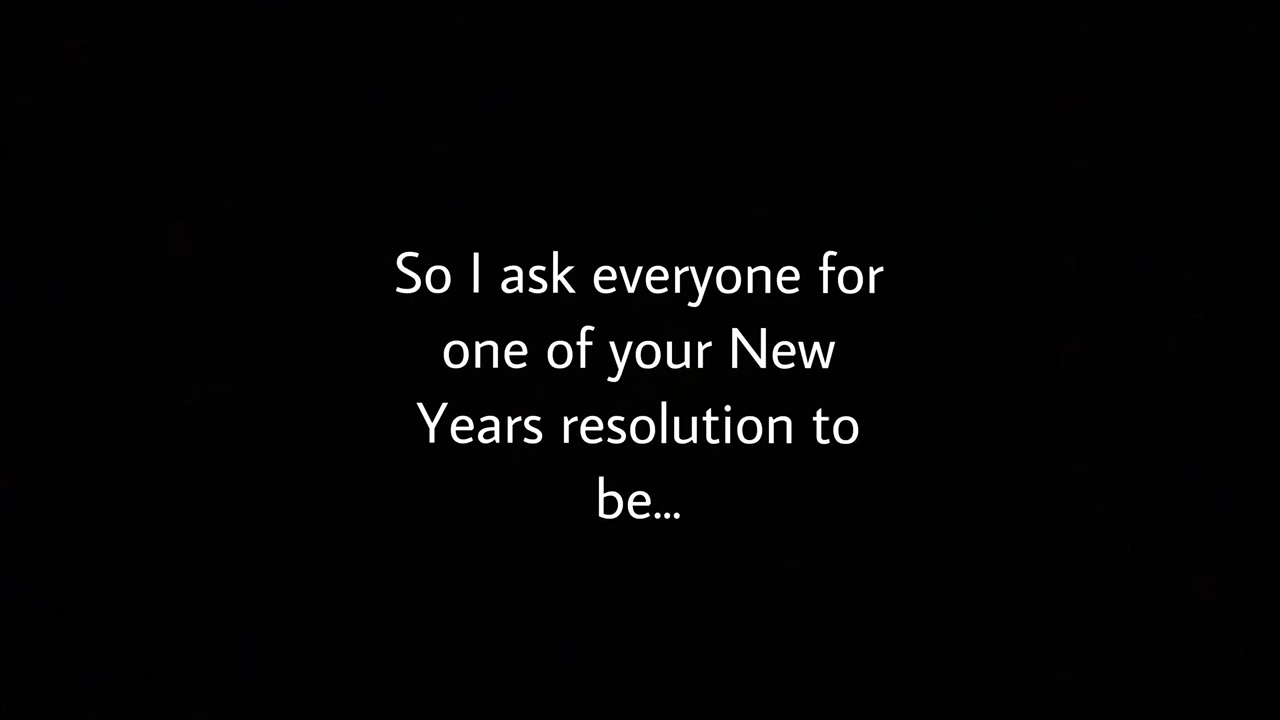 So I ask everyone for
one of your New
Years resolution to
be...